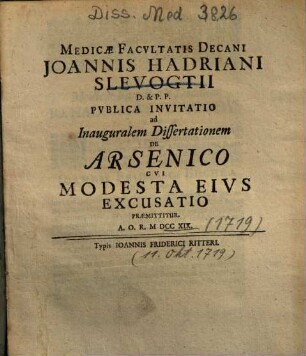 Diss. Med 3826
MEDICÆ FACVLTATIS DECANI
JOANNIS HADRIANI
SLEVOGTII
D. & P. P.
PVBLICA INVITATIO
ad
Inauguralem Dissertationem
DE
ARSENICO
CVI
MODESTA EIVS
EXCUSATIO
PRÆMITTITUR.
A. O. R. M DCC XIX. (1719)
Typis IOANNIS FRIDERICI RITTERI.
(11. Okt. 1719)